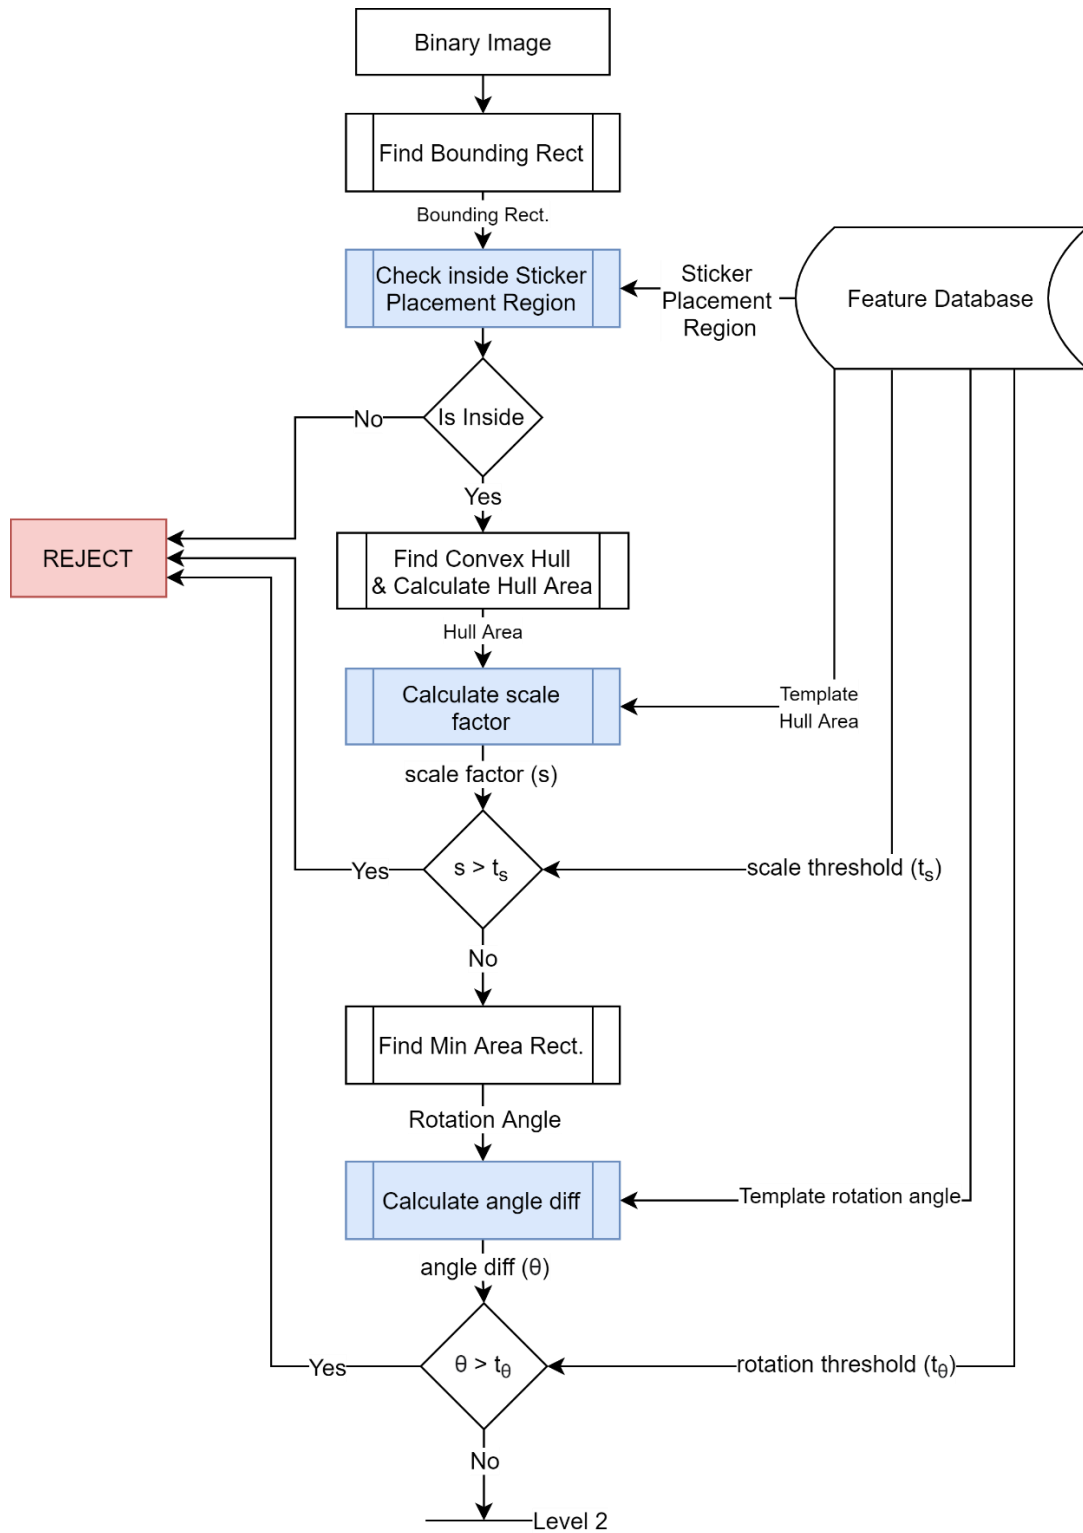 Binary Image
Find Bounding Rect
Bounding Rect.
Check inside Sticker
Placement Region
Sticker
Placement
Region
Feature Database
Is Inside
No
Yes
REJECT
Find Convex Hull
& Calculate Hull Area
Hull Area
Calculate scale
factor
Template
Hull Area
scale factor (s)
s > tₛ
Yes
scale threshold (tₛ)
No
Find Min Area Rect.
Rotation Angle
Calculate angle diff
Template rotation angle
angle diff (θ)
θ > t_θ
Yes
rotation threshold (t_θ)
No
Level 2